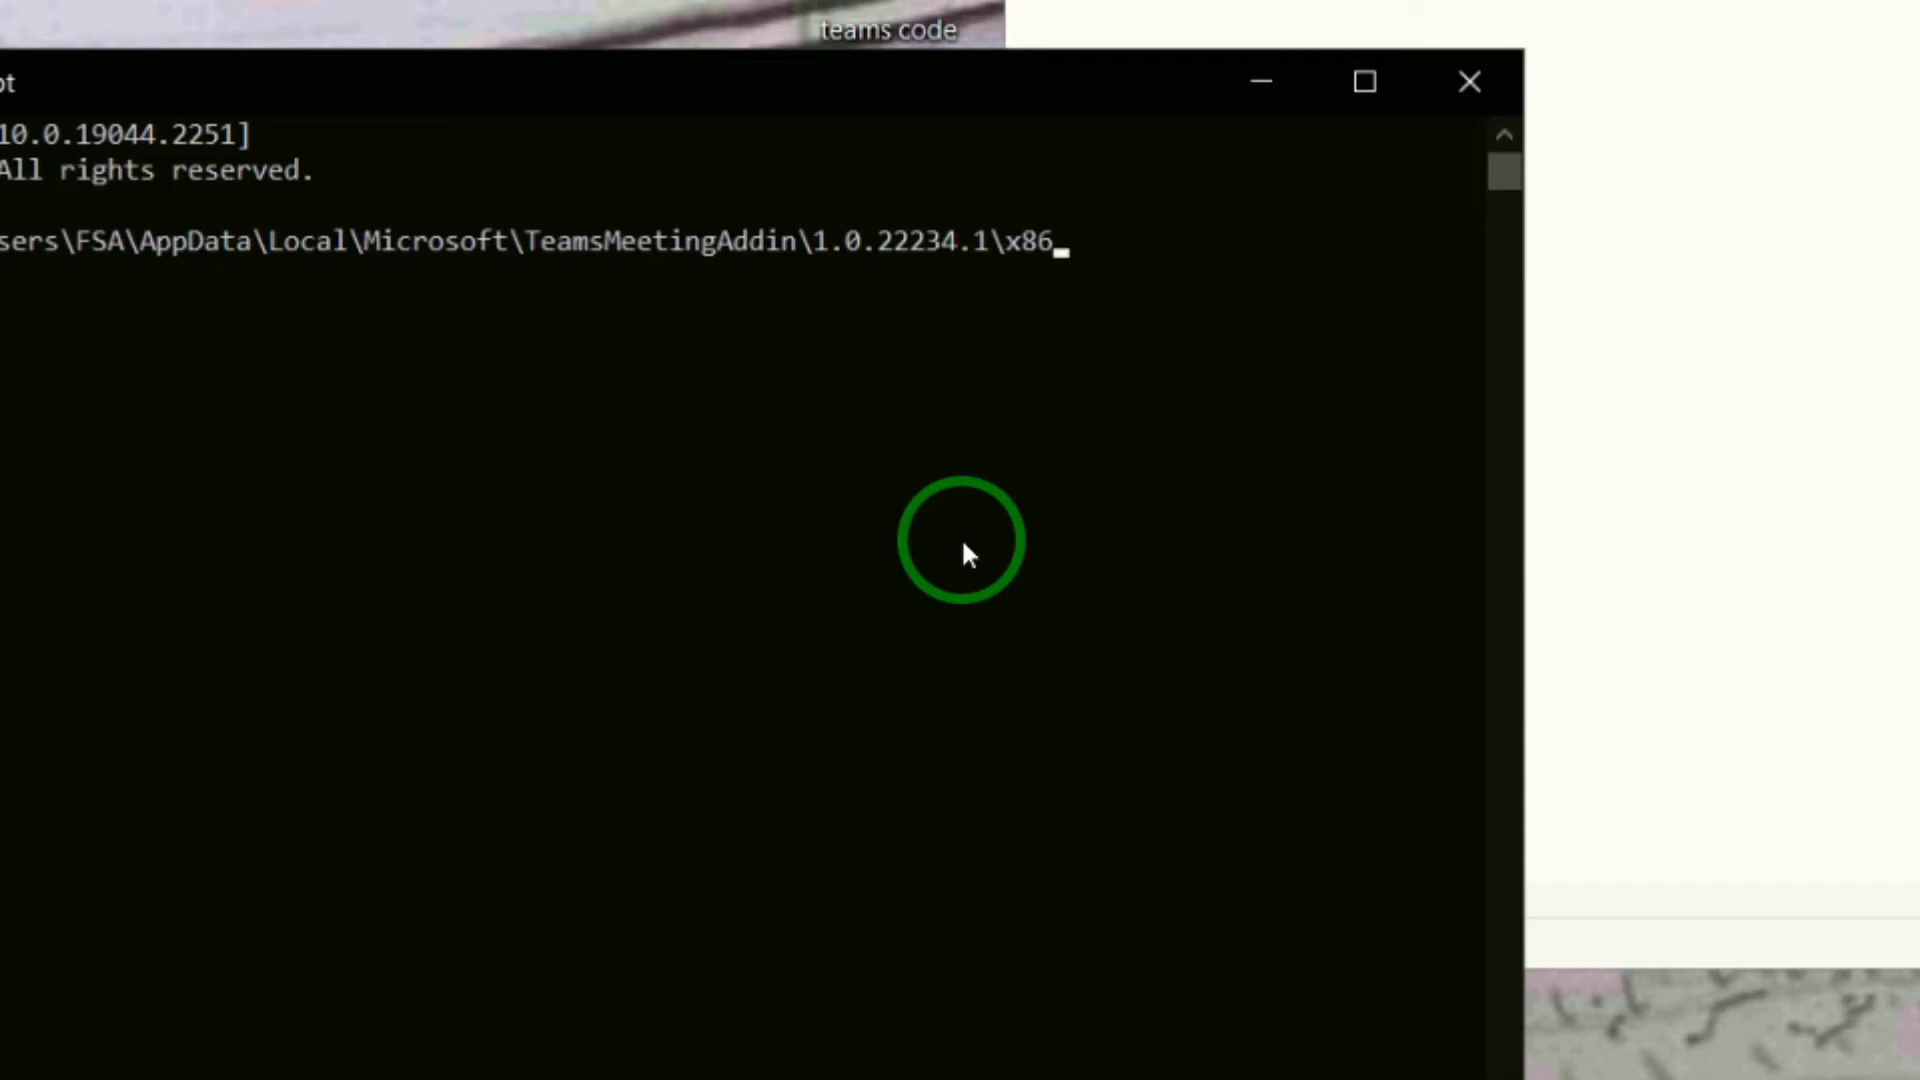 teams code
pt
10.0.19044.2251]
All rights reserved.
sers\FSA\AppData\Local\Microsoft\TeamsMeetingAddin\1.0.22234.1\x86